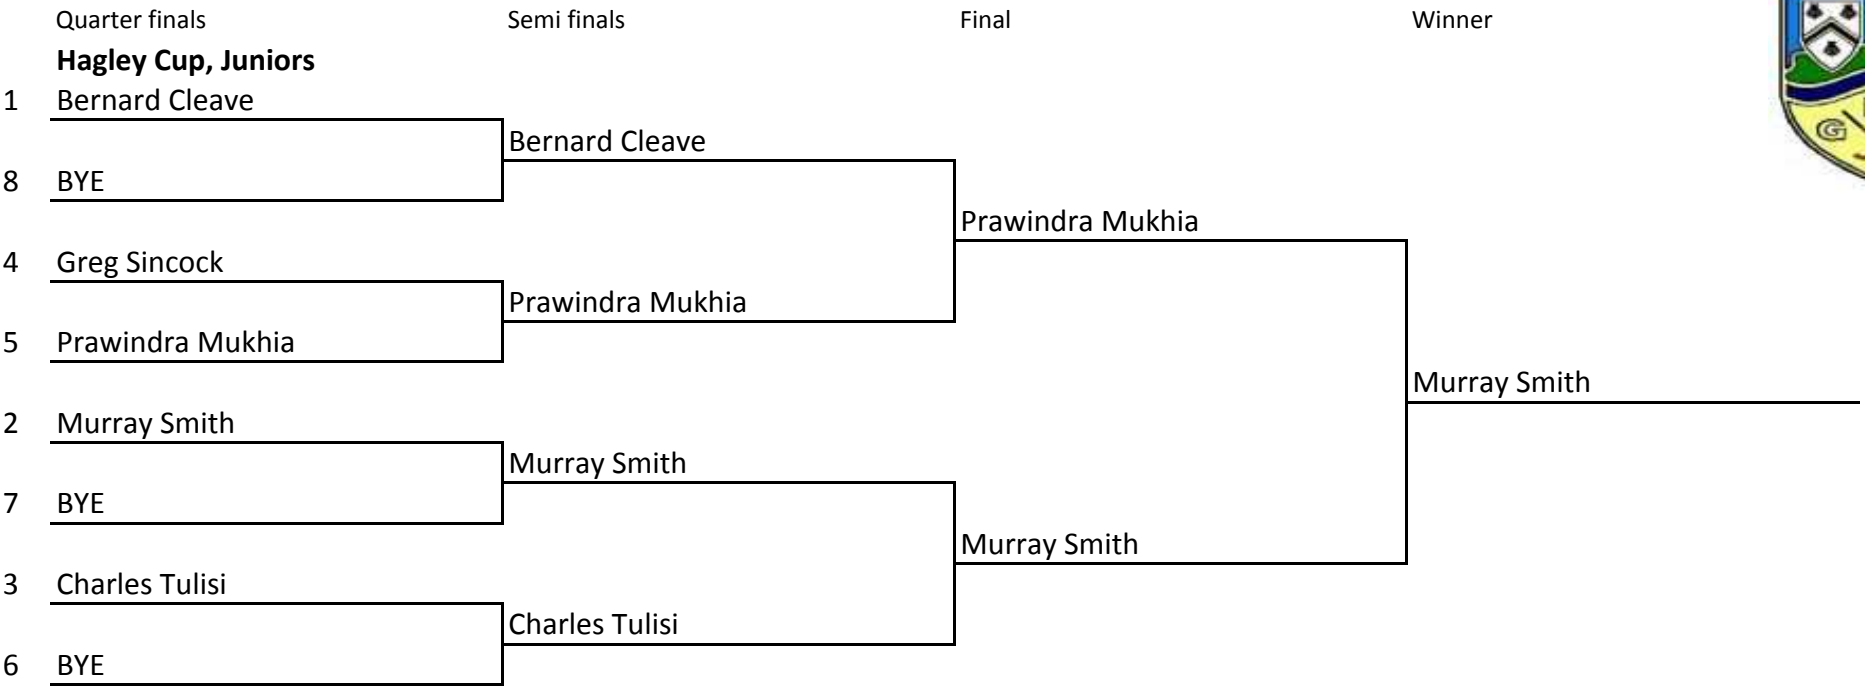 Quarter finals Semi finals Final Winner
Hagley Cup, Juniors
1 Bernard Cleave
Bernard Cleave
8 BYE
Prawindra Mukhia
4 Greg Sincock
Prawindra Mukhia
5 Prawindra Mukhia
Murray Smith
2 Murray Smith
Murray Smith
7 BYE
Murray Smith
3 Charles Tulisi
Charles Tulisi
6 BYE
G